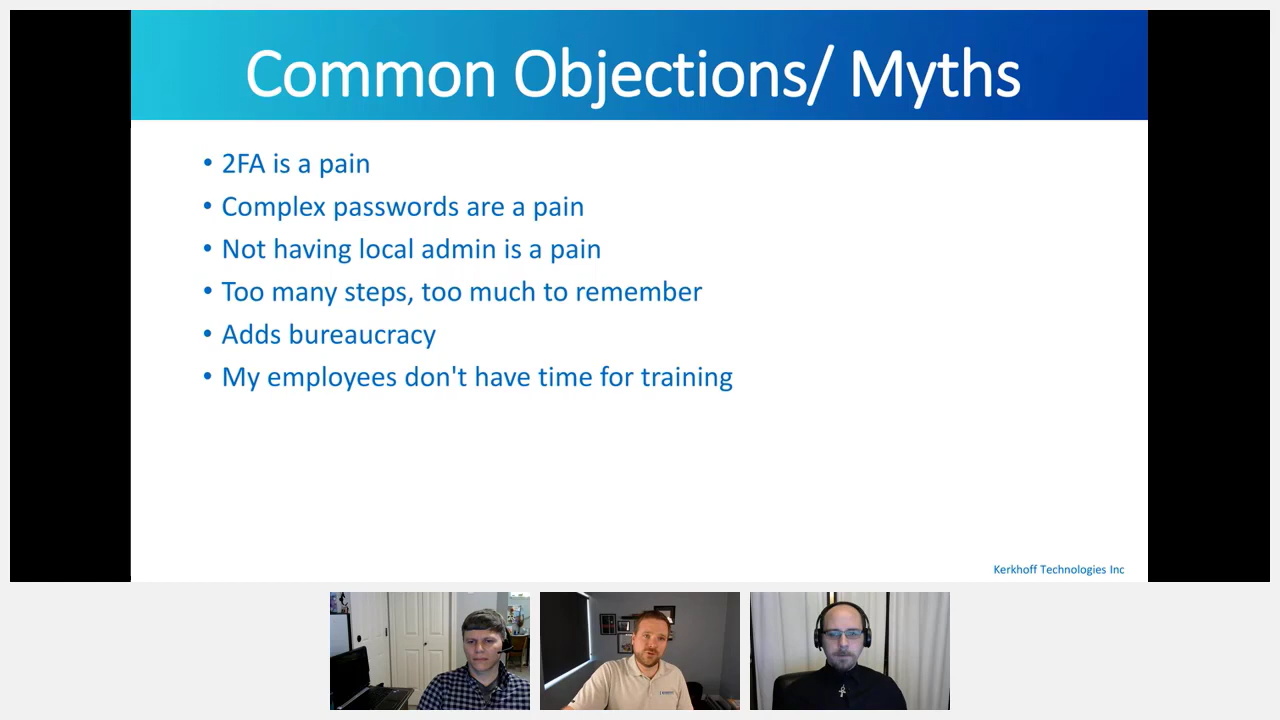 Common Objections/ Myths
• 2FA is a pain
• Complex passwords are a pain
• Not having local admin is a pain
• Too many steps, too much to remember
• Adds bureaucracy
• My employees don't have time for training
Kerkhoff Technologies Inc